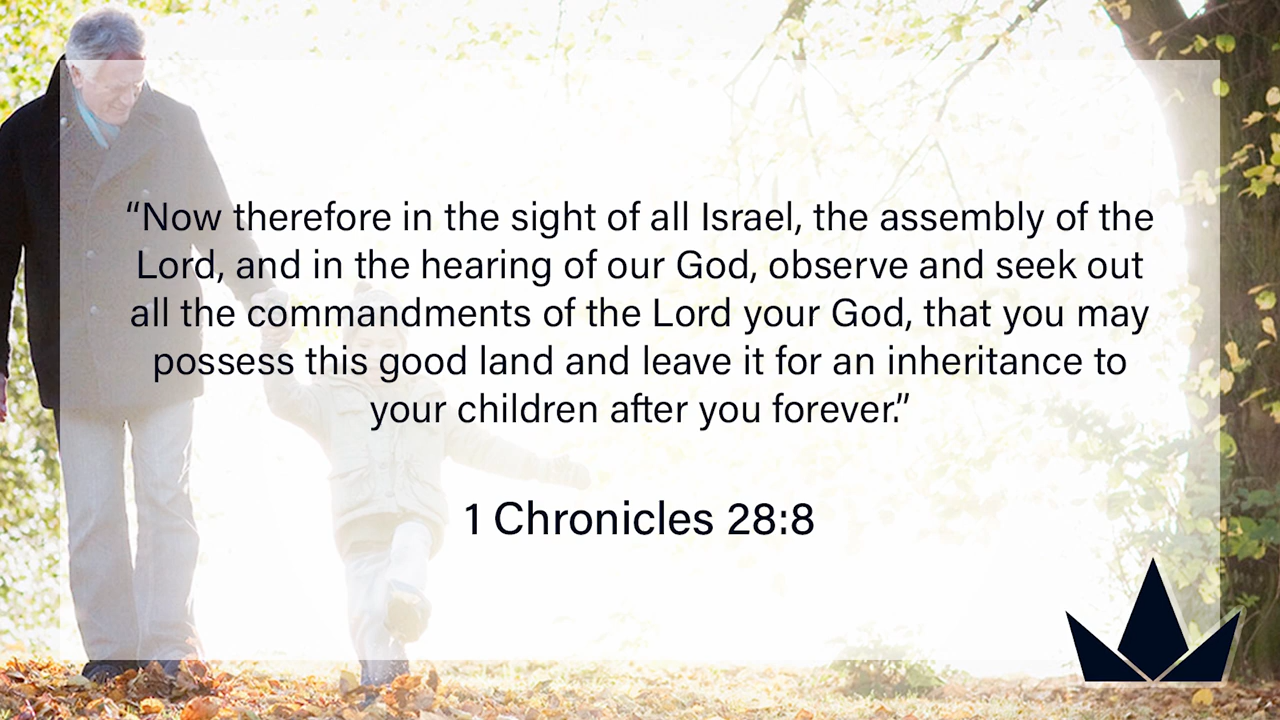 “Now therefore in the sight of all Israel, the assembly of the
Lord, and in the hearing of our God, observe and seek out
all the commandments of the Lord your God, that you may
possess this good land and leave it for an inheritance to
your children after you forever.”
1 Chronicles 28:8